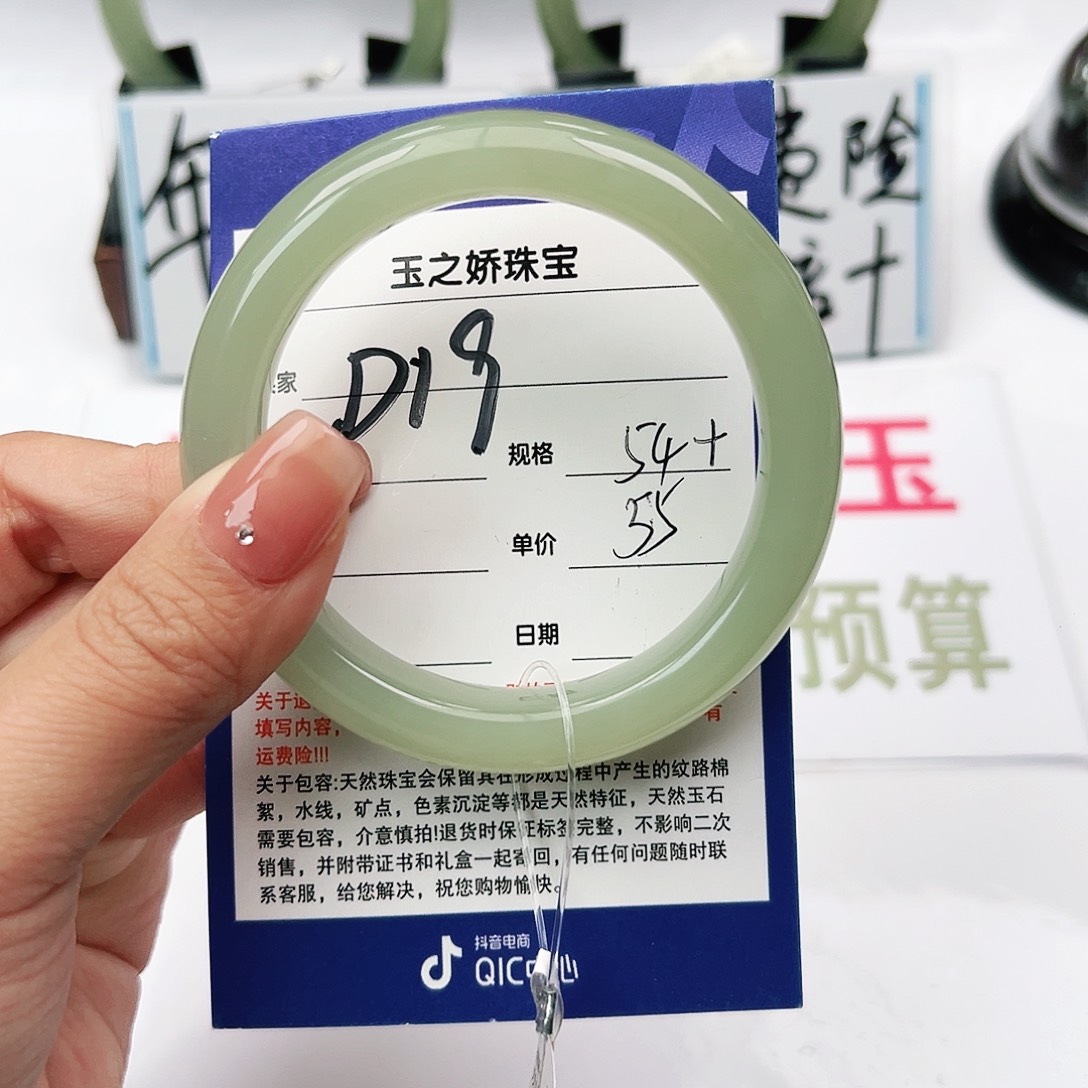 年
险
十
玉之娇珠宝
家
D19
规格 54+
单价 55
日期
玉
预算
关于退
填写内容, 有
运费险!!!
关于包容:天然珠宝会保留其在形成过程中产生的纹路棉
絮，水线，矿点，色素沉淀等都是天然特征，天然玉石
需要包容，介意慎拍!退货时保证标签完整，不影响二次
销售，并附带证书和礼盒一起寄回，有任何问题随时联
系客服，给您解决，祝您购物愉快。
抖音电商
QIC中心